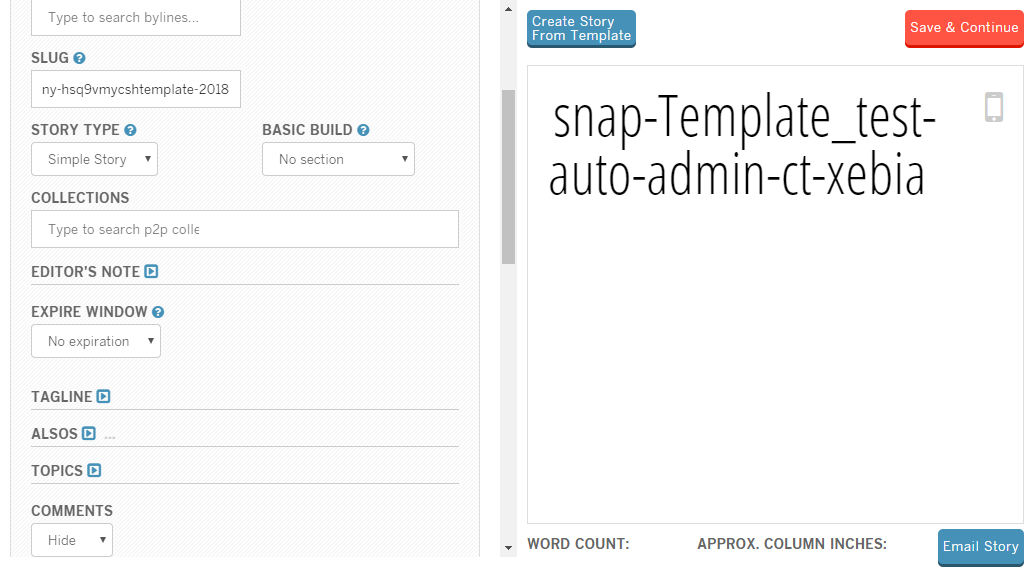 Type to search bylines...
SLUG
ny-hsq9vmycshtemplate-2018
STORY TYPE
BASIC BUILD
Simple Story
No section
COLLECTIONS
Type to search p2p colle
EDITOR'S NOTE
EXPIRE WINDOW
No expiration
TAGLINE
ALSOS ...
TOPICS
COMMENTS
Hide
Create Story
From Template
Save & Continue
snap-Template_test-
auto-admin-ct-xebia
WORD COUNT:
APPROX. COLUMN INCHES:
Email Story